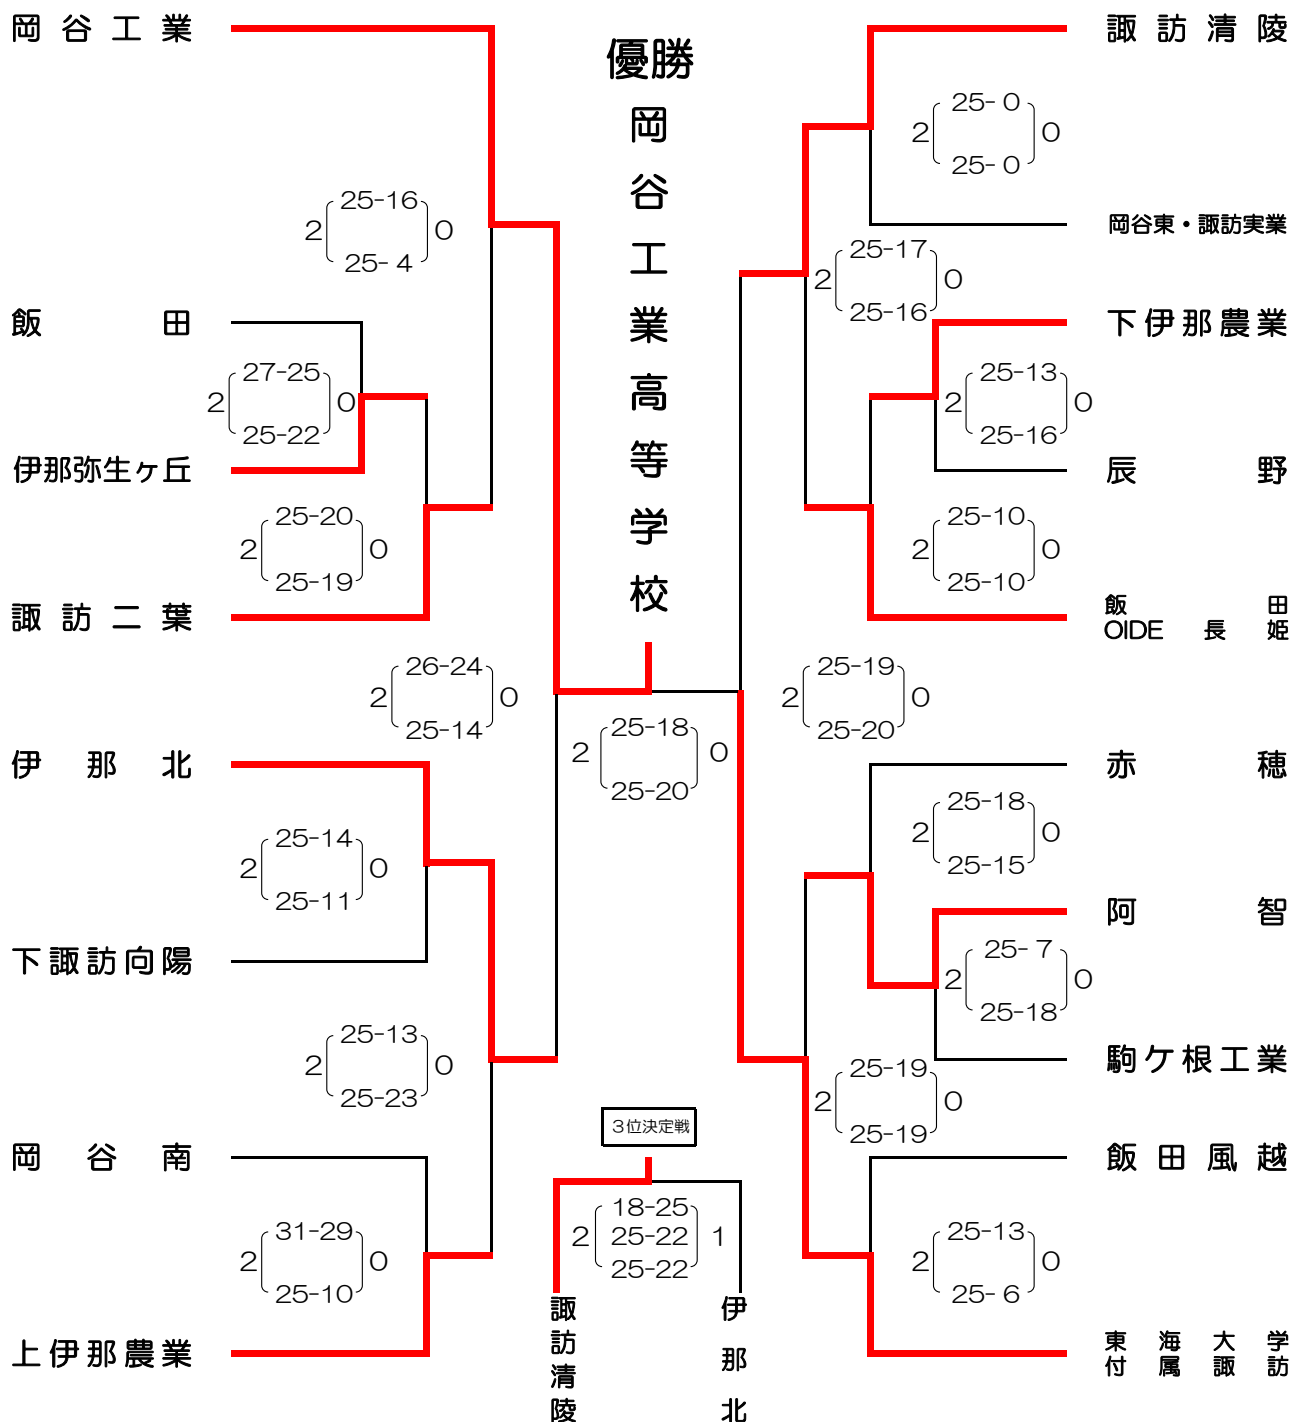 優勝
岡谷工業高等学校
岡谷工業
2 25-16 0
25- 4
飯田
2 27-25 0
25-22
伊那弥生ヶ丘
2 25-20 0
25-19
諏訪二葉
2 26-24 0
25-14
伊那北
2 25-14 0
25-11
下諏訪向陽
2 25-13 0
25-23
岡谷南
2 31-29 0
25-10
上伊那農業
2 25-18 0
25-20
諏訪清陵
2 25- 0 0
25- 0
岡谷東・諏訪実業
2 25-17 0
25-16
下伊那農業
2 25-13 0
25-16
辰野
2 25-10 0
25-10
飯田
OIDE長姫
2 25-19 0
25-20
赤穂
2 25-18 0
25-15
阿智
2 25- 7 0
25-18
駒ケ根工業
2 25-19 0
25-19
飯田風越
2 25-13 0
25- 6
東海大学
付属諏訪
3位決定戦
18-25
2 25-22 1
25-22
諏訪清陵
伊那北